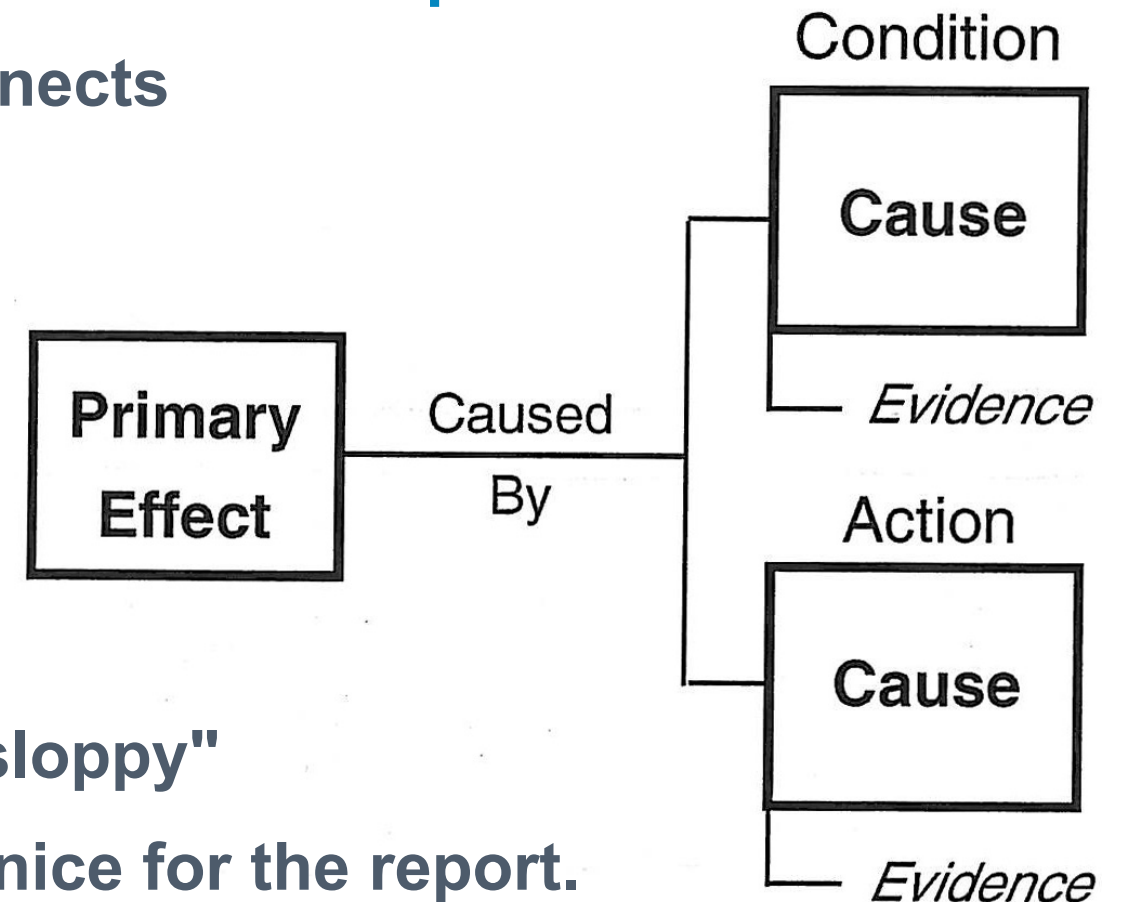 nects
sloppy"
nice for the report.
Condition
Cause
Evidence
Primary
Effect
Caused
By
Action
Cause
Evidence